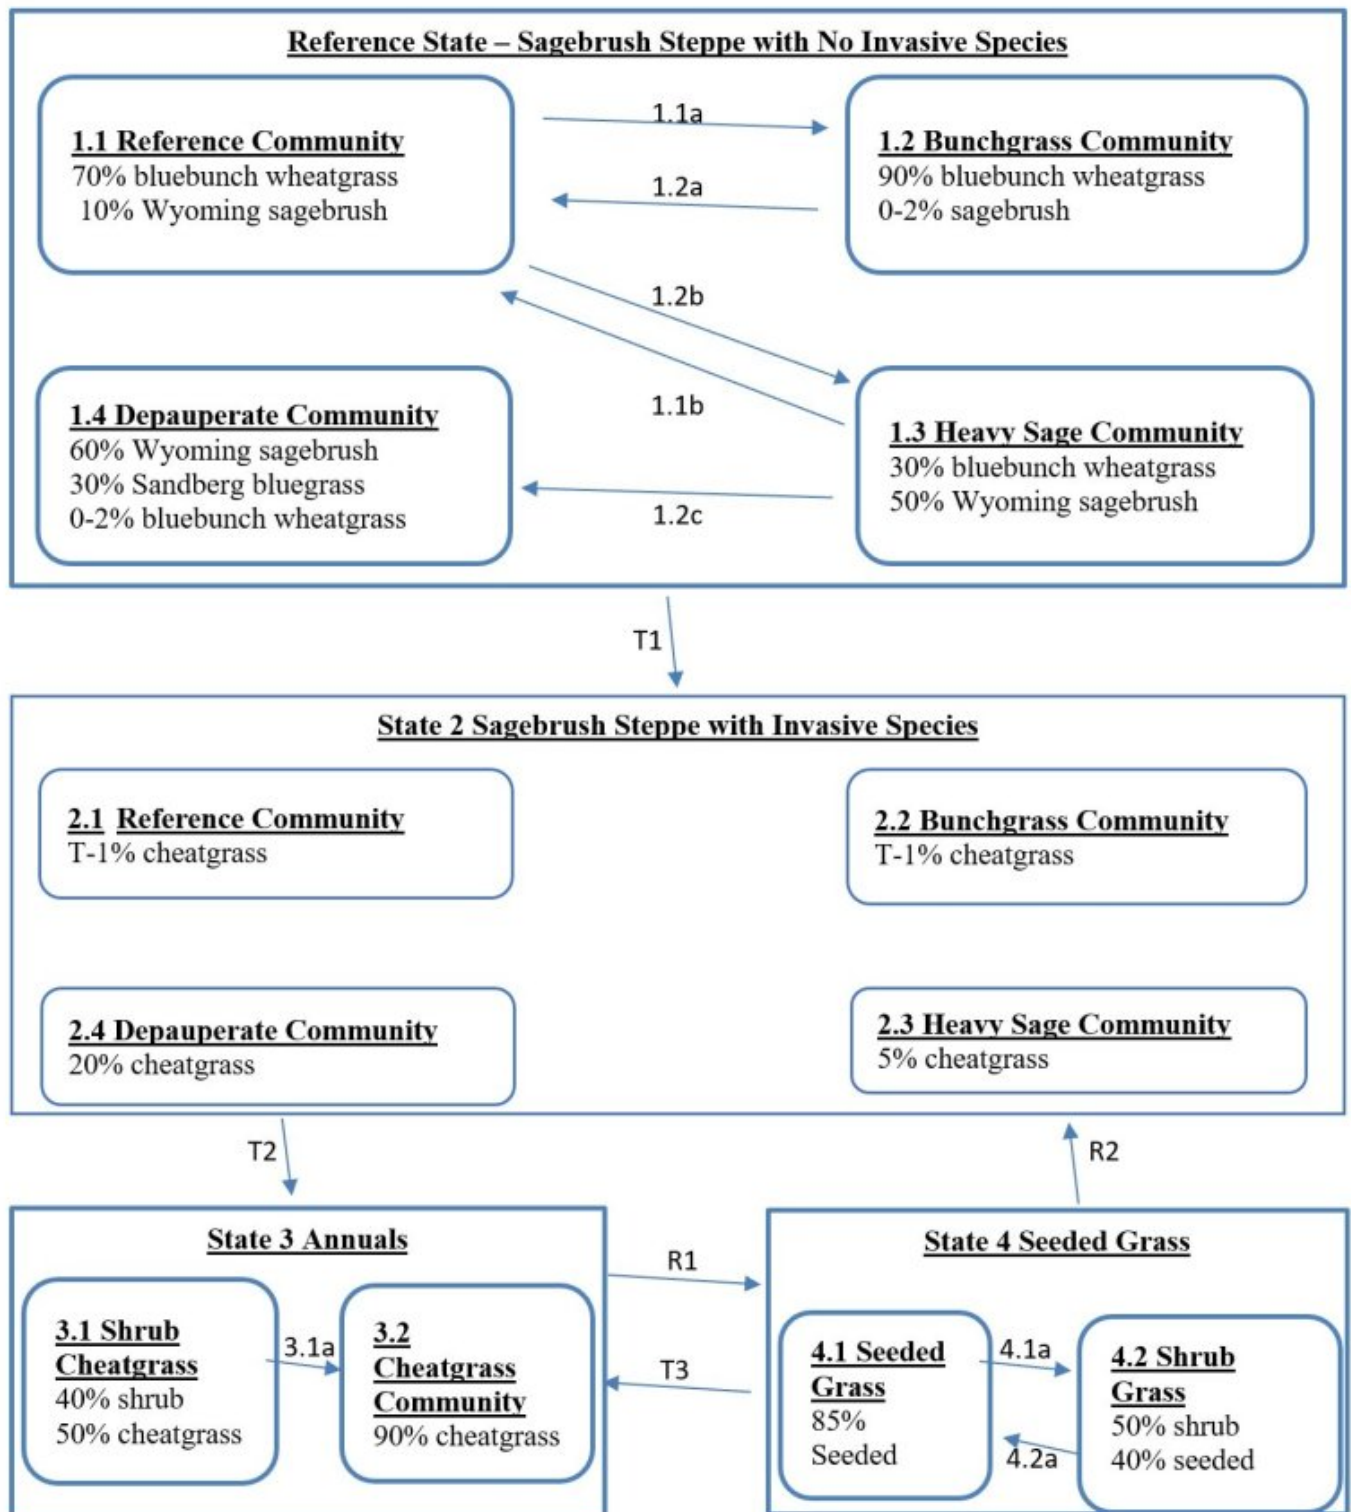 Reference State – Sagebrush Steppe with No Invasive Species
1.1 Reference Community
70% bluebunch wheatgrass
10% Wyoming sagebrush
1.1a
1.2a
1.2 Bunchgrass Community
90% bluebunch wheatgrass
0-2% sagebrush
1.2b
1.1b
1.4 Depauperate Community
60% Wyoming sagebrush
30% Sandberg bluegrass
0-2% bluebunch wheatgrass
1.2c
1.3 Heavy Sage Community
30% bluebunch wheatgrass
50% Wyoming sagebrush
T1
State 2 Sagebrush Steppe with Invasive Species
2.1 Reference Community
T-1% cheatgrass
2.2 Bunchgrass Community
T-1% cheatgrass
2.4 Depauperate Community
20% cheatgrass
2.3 Heavy Sage Community
5% cheatgrass
T2
R2
State 3 Annuals
3.1 Shrub
Cheatgrass
40% shrub
50% cheatgrass
3.1a
3.2
Cheatgrass
Community
90% cheatgrass
R1
T3
State 4 Seeded Grass
4.1 Seeded
Grass
85%
Seeded
4.1a
4.2a
4.2 Shrub
Grass
50% shrub
40% seeded